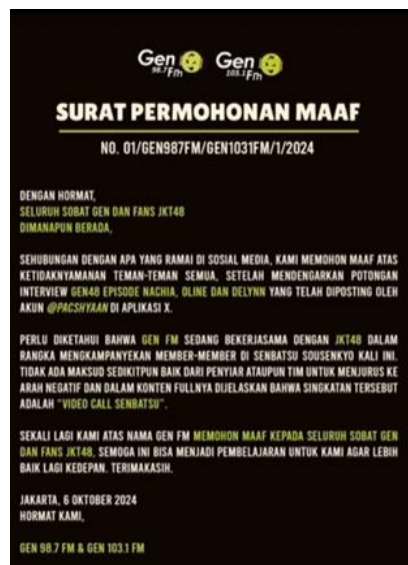 Gen 98.7 Fm Gen 103.1 Fm
SURAT PERMOHONAN MAAF
NO. 01/GEN987FM/GEN1031FM/1/2024
DENGAN HORMAT,
SELURUH SOBAT GEN DAN FANS JKT48
DIMANAPUN BERADA,
SEHUBUNGAN DENGAN APA YANG RAMAI DI SOSIAL MEDIA, KAMI MEMOHON MAAF ATAS
KETIDAKNYAMANAN TEMAN-TEMAN SEMUA, SETELAH MENDENGARKAN POTONGAN
INTERVIEW GEN48 EPISODE NACHIA, OLINE DAN DELYNN YANG TELAH DIPOSTING OLEH
AKUN @PACSHYAAN DI APLIKASI X.
PERLU DIKETAHUI BAHWA GEN FM SEDANG BEKERJASAMA DENGAN JKT48 DALAM
RANGKA MENGKAMPANYEKAN MEMBER-MEMBER DI SENBATSU SOUSENKYO KALI INI.
TIDAK ADA MAKSUD SEDIKITPUN BAIK DARI PENYIAR ATAUPUN TIM UNTUK MENJURUS KE
ARAH NEGATIF DAN DALAM KONTEN FULLNYA DIJELASKAN BAHWA SINGKATAN TERSEBUT
ADALAH "VIDEO CALL SENBATSU".
SEKALI LAGI KAMI ATAS NAMA GEN FM MEMOHON MAAF KEPADA SELURUH SOBAT GEN
DAN FANS JKT48, SEMOGA INI BISA MENJADI PEMBELAJARAN UNTUK KAMI AGAR LEBIH
BAIK LAGI KEDEPAN. TERIMAKASIH.
JAKARTA, 6 OKTOBER 2024
HORMAT KAMI,
GEN 98.7 FM & GEN 103.1 FM